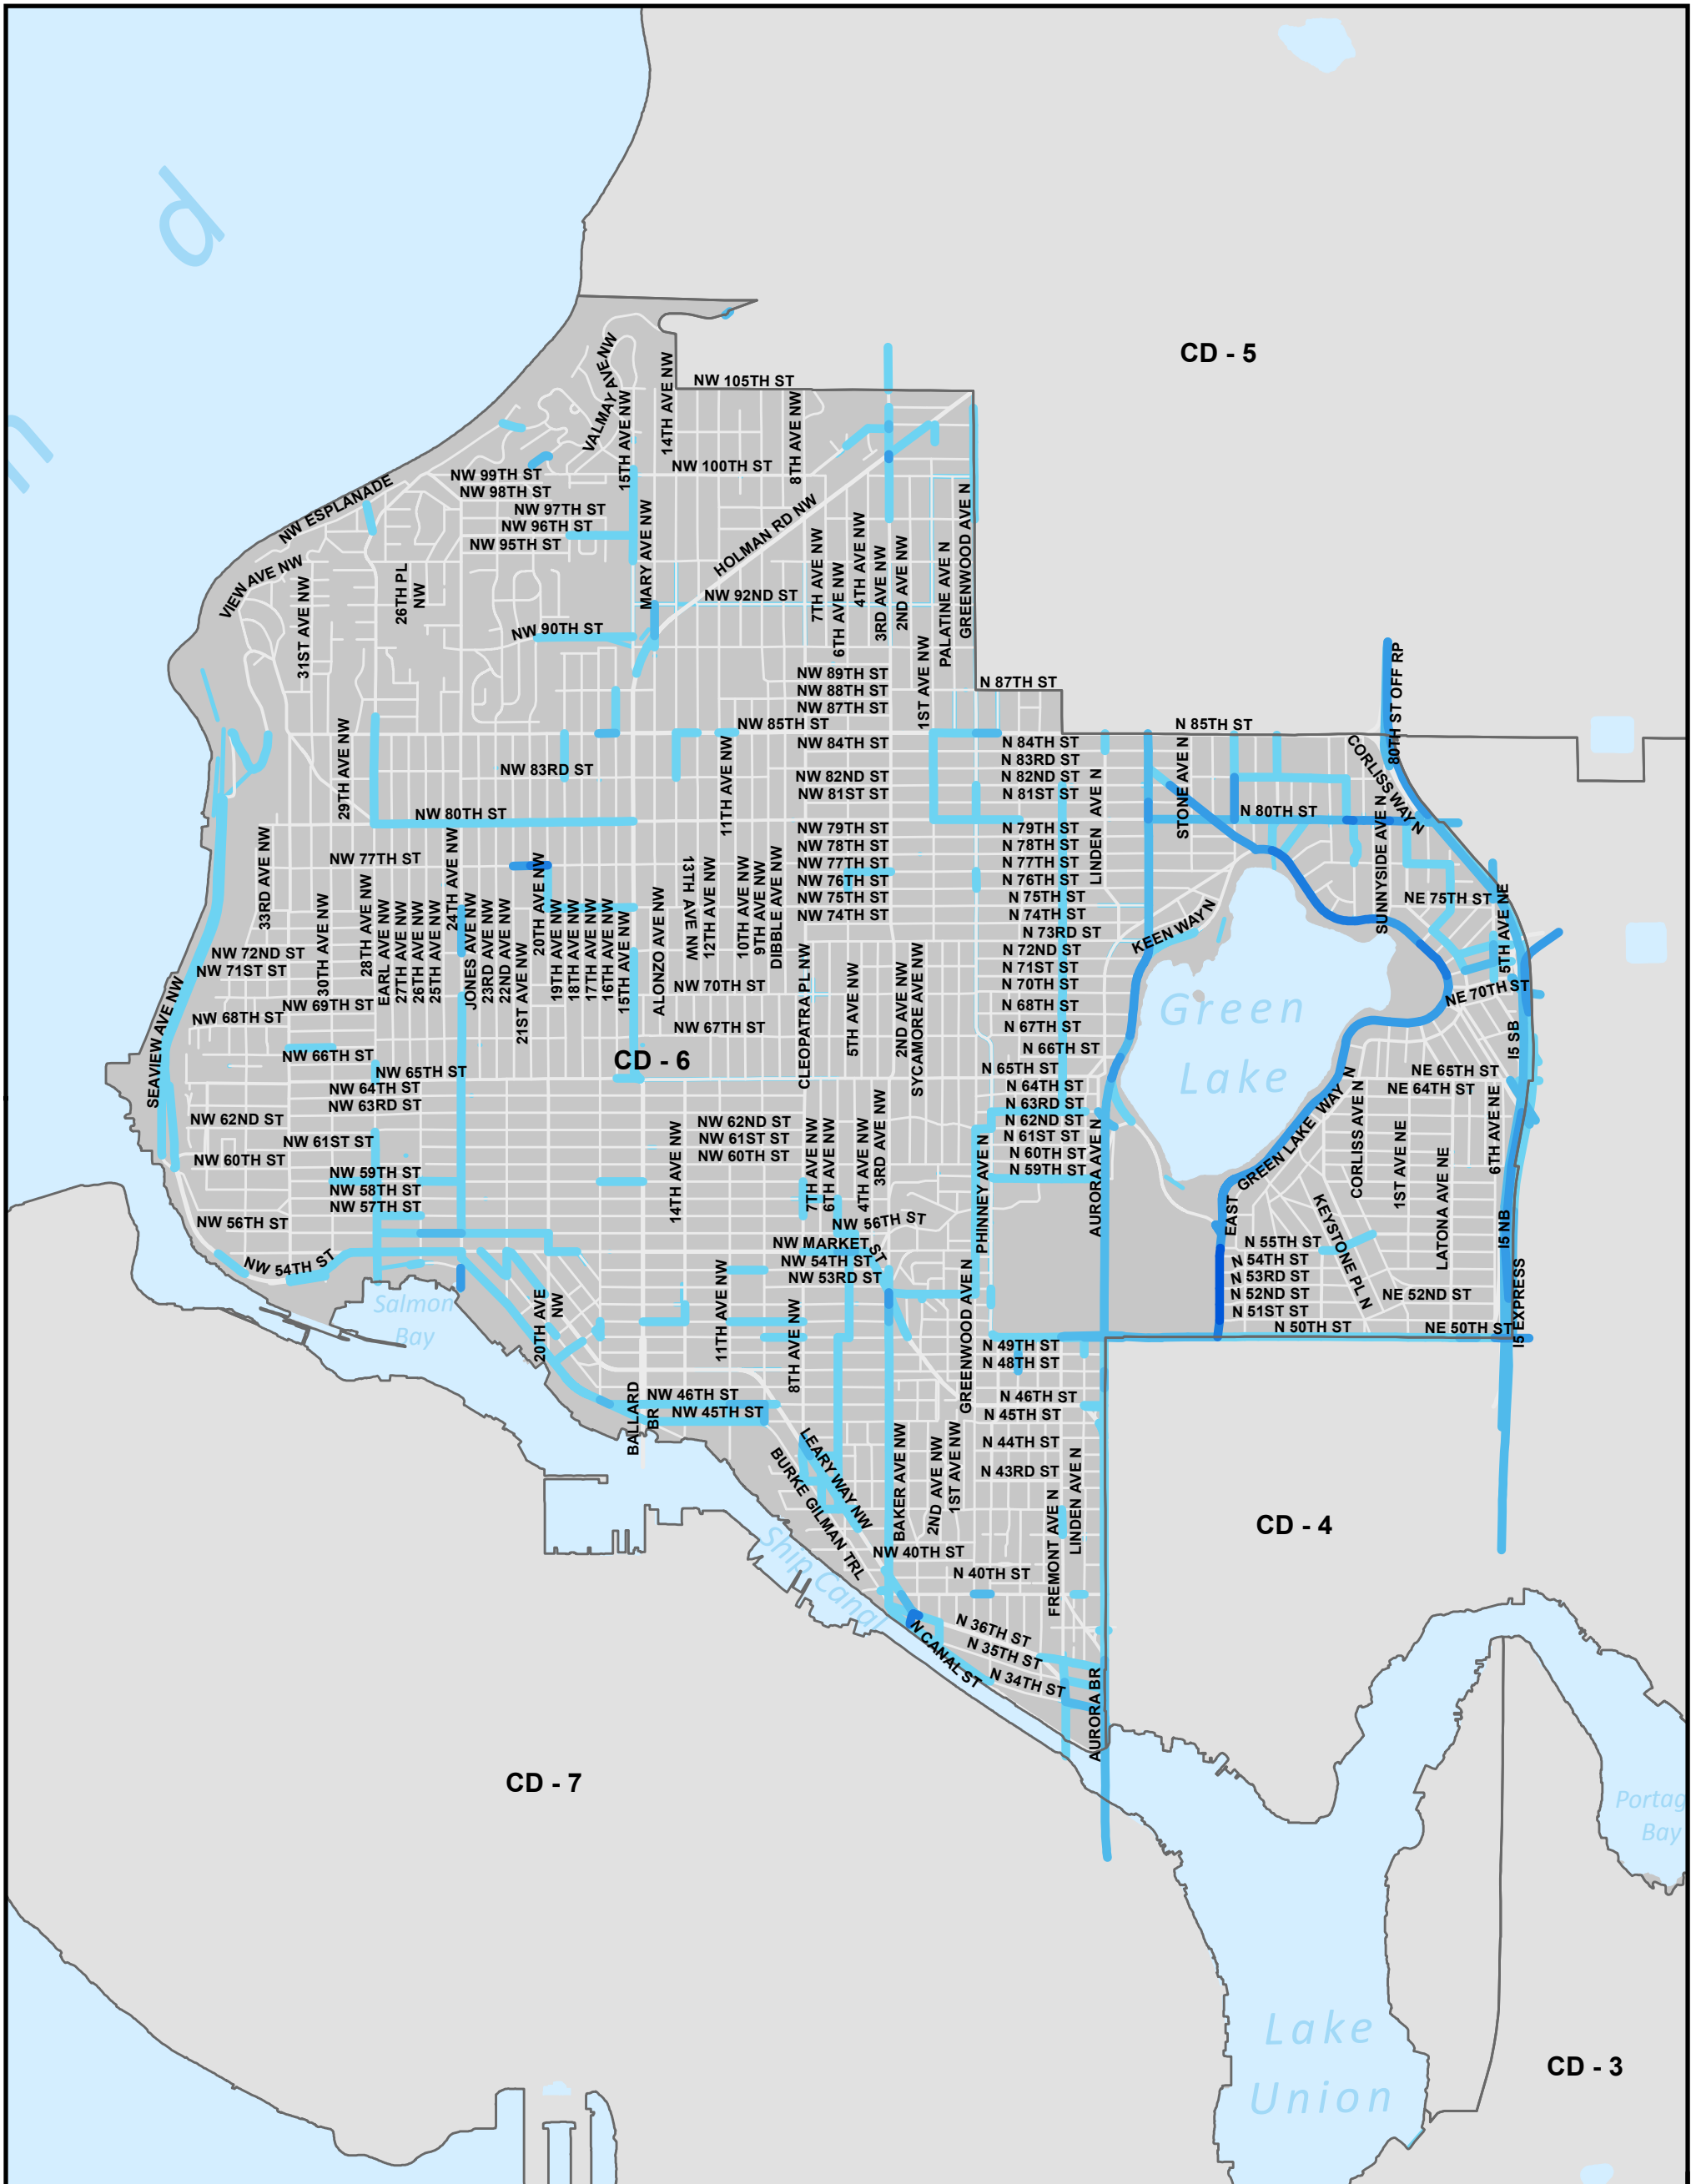 d
n
CD - 5
VALMAY AVE NW
15TH AVE NW
14TH AVE NW
NW 105TH ST
8TH AVE NW
NW 100TH ST
NW 99TH ST
NW 98TH ST
NW 97TH ST
NW 96TH ST
NW 95TH ST
NW ESPLANADE
VIEW AVE NW
31ST AVE NW
26TH PL
NW
MARY AVE NW
HOLMAN RD NW
NW 92ND ST
NW 90TH ST
7TH AVE NW
6TH AVE NW
4TH AVE NW
3RD AVE NW
2ND AVE NW
1ST AVE NW
PALATINE AVE N
GREENWOOD AVE N
NW 89TH ST
NW 88TH ST
NW 87TH ST
NW 85TH ST
NW 84TH ST
NW 82ND ST
NW 81ST ST
NW 79TH ST
NW 78TH ST
NW 77TH ST
NW 76TH ST
NW 75TH ST
NW 74TH ST
N 87TH ST
N 85TH ST
80TH ST OFF RP
N 84TH ST
N 83RD ST
N 82ND ST
N 81ST ST
N 79TH ST
N 78TH ST
N 77TH ST
N 76TH ST
N 75TH ST
N 74TH ST
N 73RD ST
N 72ND ST
N 71ST ST
N 70TH ST
N 68TH ST
N 67TH ST
N 66TH ST
N 65TH ST
N 64TH ST
N 63RD ST
N 62ND ST
N 61ST ST
N 60TH ST
N 59TH ST
LINDEN AVE N
STONE AVE N
N 80TH ST
CORLISS WAY N
SUNNYSIDE AVE N
NE 75TH ST
5TH AVE NE
NE 70TH ST
I5 SB
KEEN WAY N
Green
Lake
29TH AVE NW
NW 83RD ST
NW 80TH ST
NW 77TH ST
33RD AVE NW
30TH AVE NW
28TH AVE NW
EARL AVE NW
27TH AVE NW
26TH AVE NW
25TH AVE NW
24TH AVE NW
JONES AVE NW
23RD AVE NW
22ND AVE NW
21ST AVE NW
20TH AVE NW
19TH AVE NW
18TH AVE NW
17TH AVE NW
16TH AVE NW
15TH AVE NW
ALONZO AVE NW
13TH AVE NW
12TH AVE NW
11TH AVE NW
10TH AVE NW
9TH AVE NW
DIBBLE AVE NW
CLEOPATRA PL NW
5TH AVE NW
2ND AVE NW
SYCAMORE AVE NW
NW 72ND ST
NW 71ST ST
NW 69TH ST
NW 68TH ST
NW 70TH ST
NW 67TH ST
CD - 6
SEAVIEW AVE NW
NW 66TH ST
NW 65TH ST
NW 64TH ST
NW 63RD ST
NW 62ND ST
NW 61ST ST
NW 60TH ST
NW 59TH ST
NW 58TH ST
NW 57TH ST
NW 56TH ST
NW 54TH ST
14TH AVE NW
NW 62ND ST
NW 61ST ST
NW 60TH ST
7TH AVE NW
6TH AVE NW
4TH AVE NW
3RD AVE NW
NW 56TH ST
NW MARKET
ST
NW 54TH ST
NW 53RD ST
PHINNEY AVE N
AURORA AVE N
GREENWOOD AVE N
NE 65TH ST
NE 64TH ST
GREEN LAKE WAY N
EAST
CORLISS AVE N
1ST AVE NE
LATONA AVE NE
6TH AVE NE
KEYSTONE PL N
N 55TH ST
N 54TH ST
N 53RD ST
N 52ND ST
N 51ST ST
N 50TH ST
NE 52ND ST
NE 50TH ST
I5 NB
I5 EXPRESS
Salmon
Bay
20TH AVE
NW
11TH AVE NW
8TH AVE NW
BALLARD
BR
NW 46TH ST
NW 45TH ST
LEARY WAY NW
BURKE GILMAN TRL
BAKER AVE NW
2ND AVE NW
1ST AVE NW
N 49TH ST
N 48TH ST
N 46TH ST
N 45TH ST
N 44TH ST
N 43RD ST
FREMONT AVE N
LINDEN AVE N
NW 40TH ST
N 40TH ST
N 36TH ST
N 35TH ST
N 34TH ST
N CANAL ST
AURORA BR
Ship Canal
CD - 4
CD - 7
Portag
Bay
Lake
Union
CD - 3